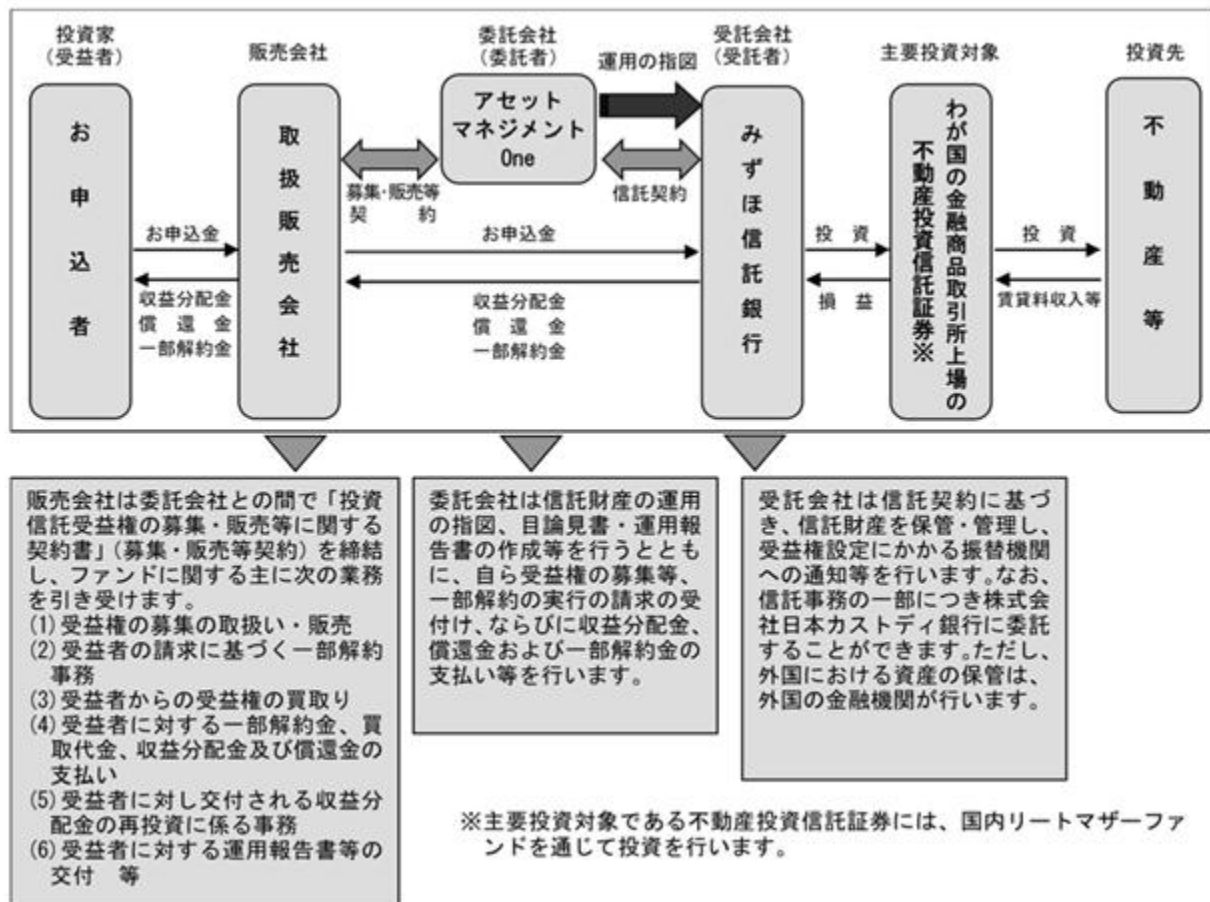 投資家
(受益者)
販売会社
委託会社
(委託者)
運用の指図
受託会社
(受託者)
主要投資対象
投資先
お申込者
取扱販売会社
アセット
マネジメント
One
みずほ信託銀行
わが国の金融商品取引所上場の
不動産投資信託証券※
不動産等
募集・販売等
契約
信託契約
お申込金
収益分配金
償還金
一部解約金
お申込金
収益分配金
償還金
一部解約金
投資
損益
投資
賃貸料収入等
販売会社は委託会社との間で「投資
信託受益権の募集・販売等に関する
契約書」(募集・販売等契約)を締結
し、ファンドに関する主に次の業務
を引き受けます。
(1)受益権の募集の取扱い・販売
(2)受益者の請求に基づく一部解約
事務
(3)受益者からの受益権の買取り
(4)受益者に対する一部解約金、買
取代金、収益分配金及び償還金の
支払い
(5)受益者に対し交付される収益分
配金の再投資に係る事務
(6)受益者に対する運用報告書等の
交付 等
委託会社は信託財産の運用
の指図、目論見書・運用報
告書の作成等を行うととも
に、自ら受益権の募集等、
一部解約の実行の請求の受
付け、ならびに収益分配金、
償還金および一部解約金の
支払い等を行います。
受託会社は信託契約に基づ
き、信託財産を保管・管理し、
受益権設定にかかる振替機関
への通知等を行います。なお、
信託事務の一部につき株式会
社日本カストディ銀行に委託
することができます。ただし、
外国における資産の保管は、
外国の金融機関が行います。
※主要投資対象である不動産投資信託証券には、国内リートマザーファ
ンドを通じて投資を行います。